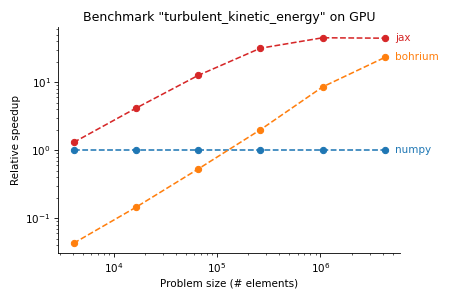 Benchmark "turbulent_kinetic_energy" on GPU
Relative speedup
10¹
10⁰
10⁻¹
jax
bohrium
numpy
10⁴ 10⁵ 10⁶
Problem size (# elements)